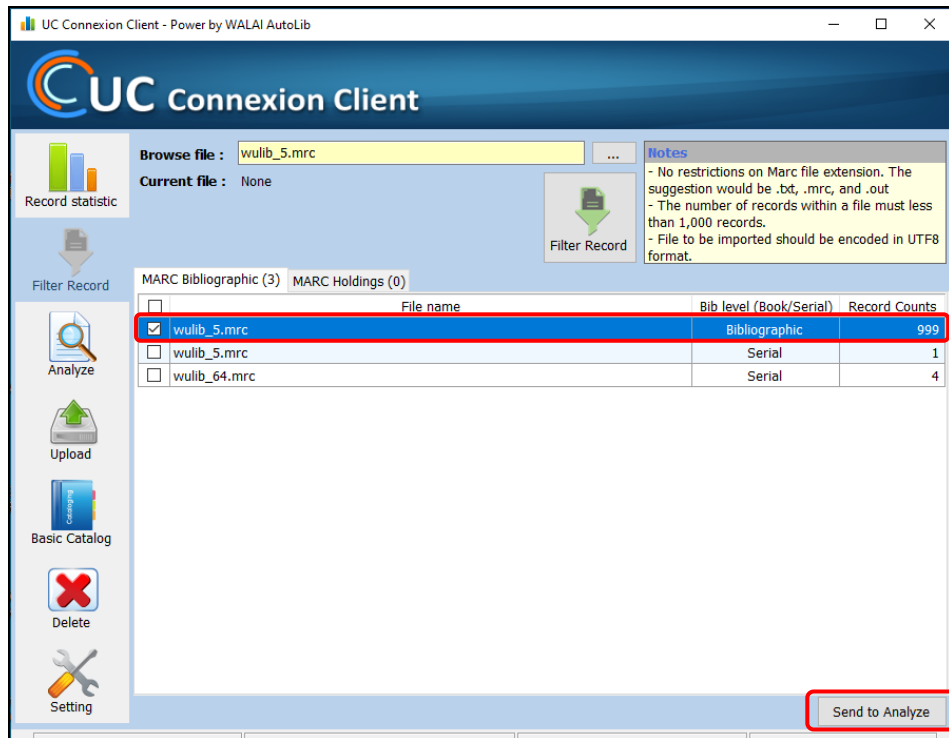 UC Connexion Client - Power by WALAI AutoLib
UC Connexion Client
Record statistic
Filter Record
Analyze
Upload
Cataloging
Basic Catalog
Delete
Setting
Browse file : wulib_5.mrc ...
Current file : None
Filter Record
Notes
- No restrictions on Marc file extension. The
suggestion would be .txt, .mrc, and .out
- The number of records within a file must less
than 1,000 records.
- File to be imported should be encoded in UTF8
format.
MARC Bibliographic (3) MARC Holdings (0)
File name Bib level (Book/Serial) Record Counts
wulib_5.mrc Bibliographic 999
wulib_5.mrc Serial 1
wulib_64.mrc Serial 4
Send to Analyze